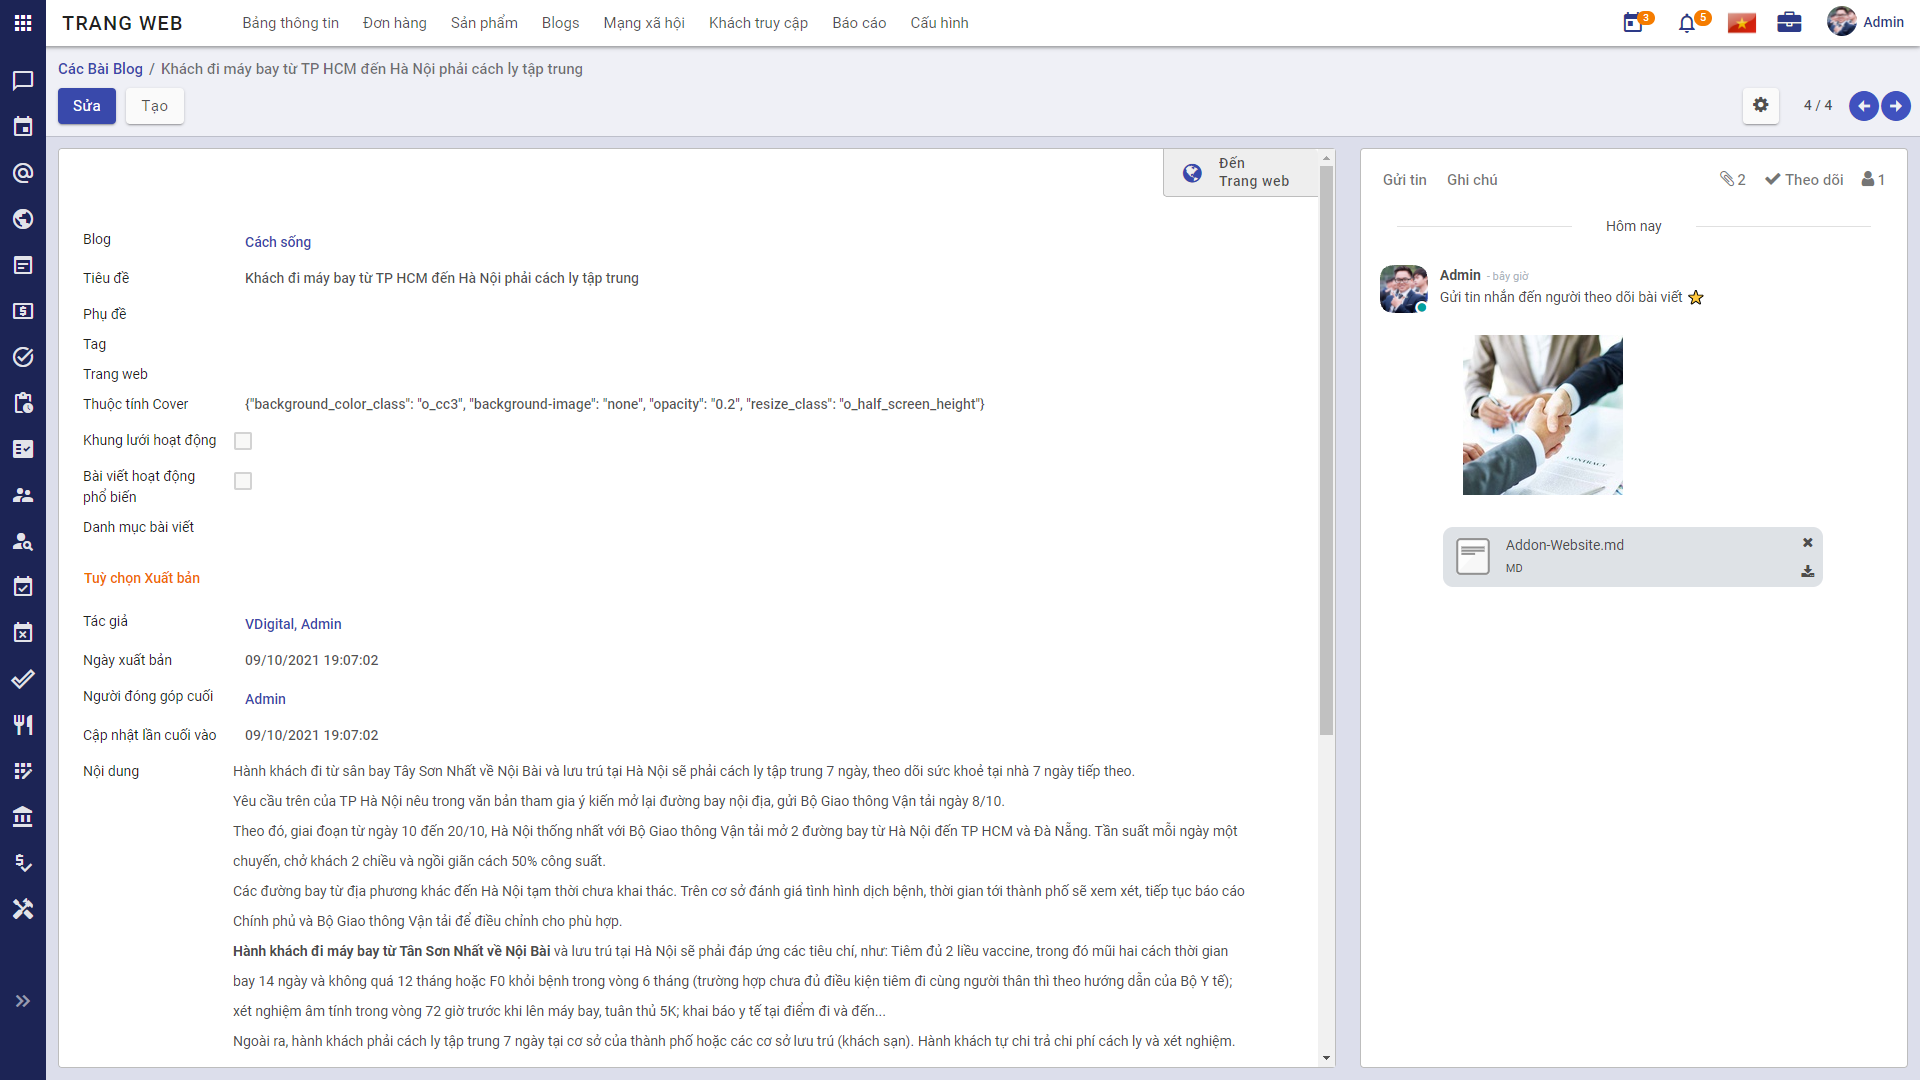 TRANG WEB
Bảng thông tin
Đơn hàng
Sản phẩm
Blogs
Mạng xã hội
Khách truy cập
Báo cáo
Cấu hình
3
5
Admin
Các Bài Blog / Khách đi máy bay từ TP HCM đến Hà Nội phải cách ly tập trung
Sửa
Tạo
4 / 4
Đến
Trang web
Blog
Cách sống
Tiêu đề
Khách đi máy bay từ TP HCM đến Hà Nội phải cách ly tập trung
Phụ đề
Tag
Trang web
Thuộc tính Cover
{"background_color_class": "o_cc3", "background-image": "none", "opacity": "0.2", "resize_class": "o_half_screen_height"}
Khung lưới hoạt động
Bài viết hoạt động
phổ biến
Danh mục bài viết
Tuỳ chọn Xuất bản
Tác giả
VDigital, Admin
Ngày xuất bản
09/10/2021 19:07:02
Người đóng góp cuối
Admin
Cập nhật lần cuối vào
09/10/2021 19:07:02
Nội dung
Hành khách đi từ sân bay Tây Sơn Nhất về Nội Bài và lưu trú tại Hà Nội sẽ phải cách ly tập trung 7 ngày, theo dõi sức khoẻ tại nhà 7 ngày tiếp theo.
Yêu cầu trên của TP Hà Nội nêu trong văn bản tham gia ý kiến mở lại đường bay nội địa, gửi Bộ Giao thông Vận tải ngày 8/10.
Theo đó, giai đoạn từ ngày 10 đến 20/10, Hà Nội thống nhất với Bộ Giao thông Vận tải mở 2 đường bay từ Hà Nội đến TP HCM và Đà Nẵng. Tần suất mỗi ngày một
chuyến, chở khách 2 chiều và ngồi giãn cách 50% công suất.
Các đường bay từ địa phương khác đến Hà Nội tạm thời chưa khai thác. Trên cơ sở đánh giá tình hình dịch bệnh, thời gian tới thành phố sẽ xem xét, tiếp tục báo cáo
Chính phủ và Bộ Giao thông Vận tải để điều chỉnh cho phù hợp.
Hành khách đi máy bay từ Tân Sơn Nhất về Nội Bài và lưu trú tại Hà Nội sẽ phải đáp ứng các tiêu chí, như: Tiêm đủ 2 liều vaccine, trong đó mũi hai cách thời gian
bay 14 ngày và không quá 12 tháng hoặc F0 khỏi bệnh trong vòng 6 tháng (trường hợp chưa đủ điều kiện tiêm đi cùng người thân thì theo hướng dẫn của Bộ Y tế);
xét nghiệm âm tính trong vòng 72 giờ trước khi lên máy bay, tuân thủ 5K; khai báo y tế tại điểm đi và đến...
Ngoài ra, hành khách phải cách ly tập trung 7 ngày tại cơ sở của thành phố hoặc các cơ sở lưu trú (khách sạn). Hành khách tự chi trả chi phí cách ly và xét nghiệm.
Gửi tin
Ghi chú
2
Theo dõi
1
Hôm nay
Admin - bây giờ
Gửi tin nhắn đến người theo dõi bài viết
CONTRACT
Addon-Website.md
MD